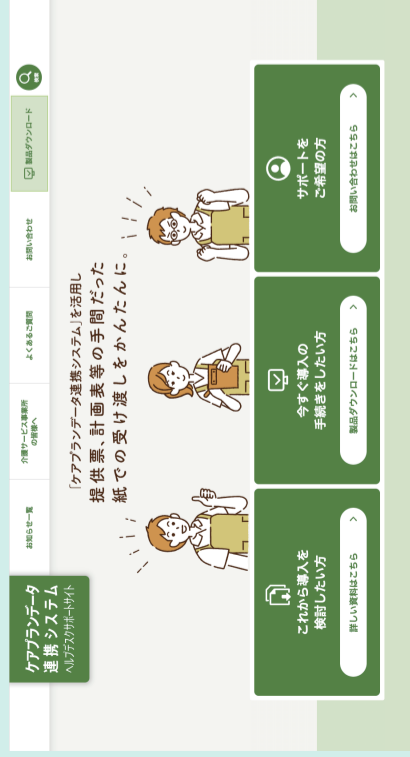 ケアプランデータ
連携システム
ヘルプデスクサポートサイト
お知らせ一覧
介護サービス事業所
の皆様へ
よくあるご質問
お問い合わせ
製品ダウンロード
検索
「ケアプランデータ連携システム」を活用し
提供票、計画表等の手間だった
紙での受け渡しをかんたんに。
これから導入を
検討したい方
詳しい資料はこちら
今すぐ導入の
手続きをしたい方
製品ダウンロードはこちら
サポートを
ご希望の方
お問い合わせはこちら